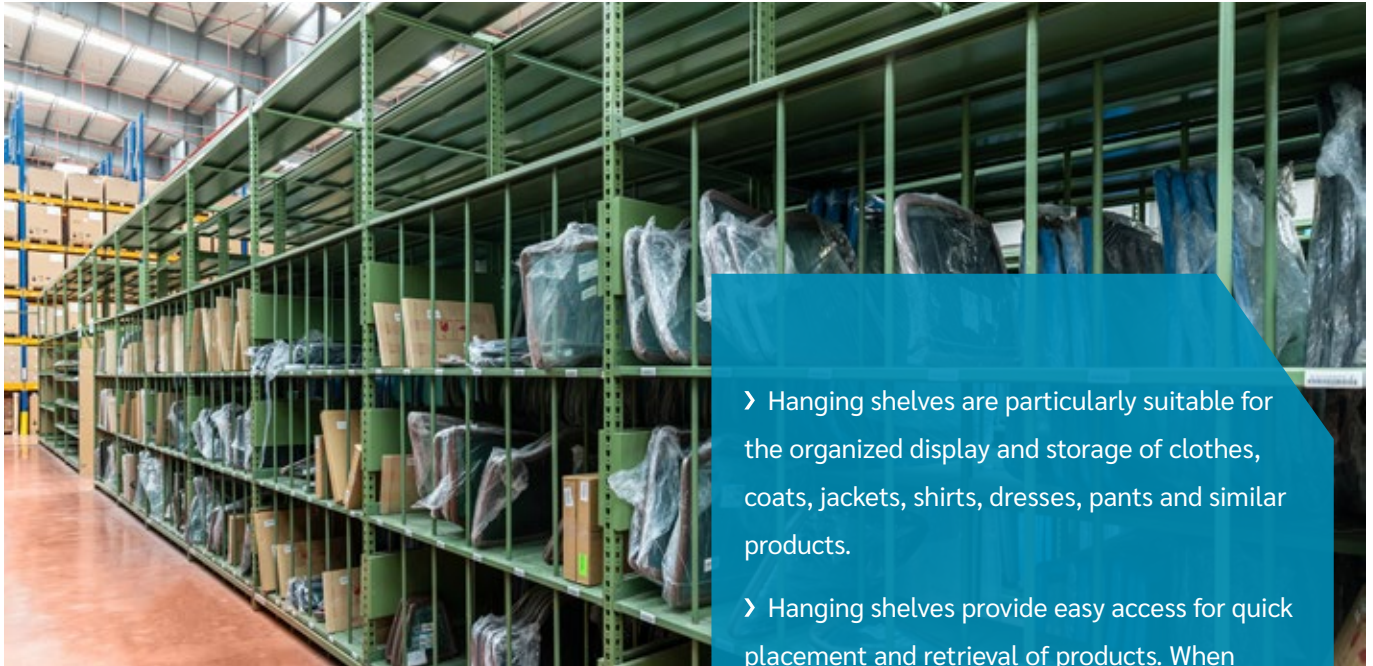 ❯ Hanging shelves are particularly suitable for
the organized display and storage of clothes,
coats, jackets, shirts, dresses, pants and similar
products.
❯ Hanging shelves provide easy access for quick
placement and retrieval of products. When